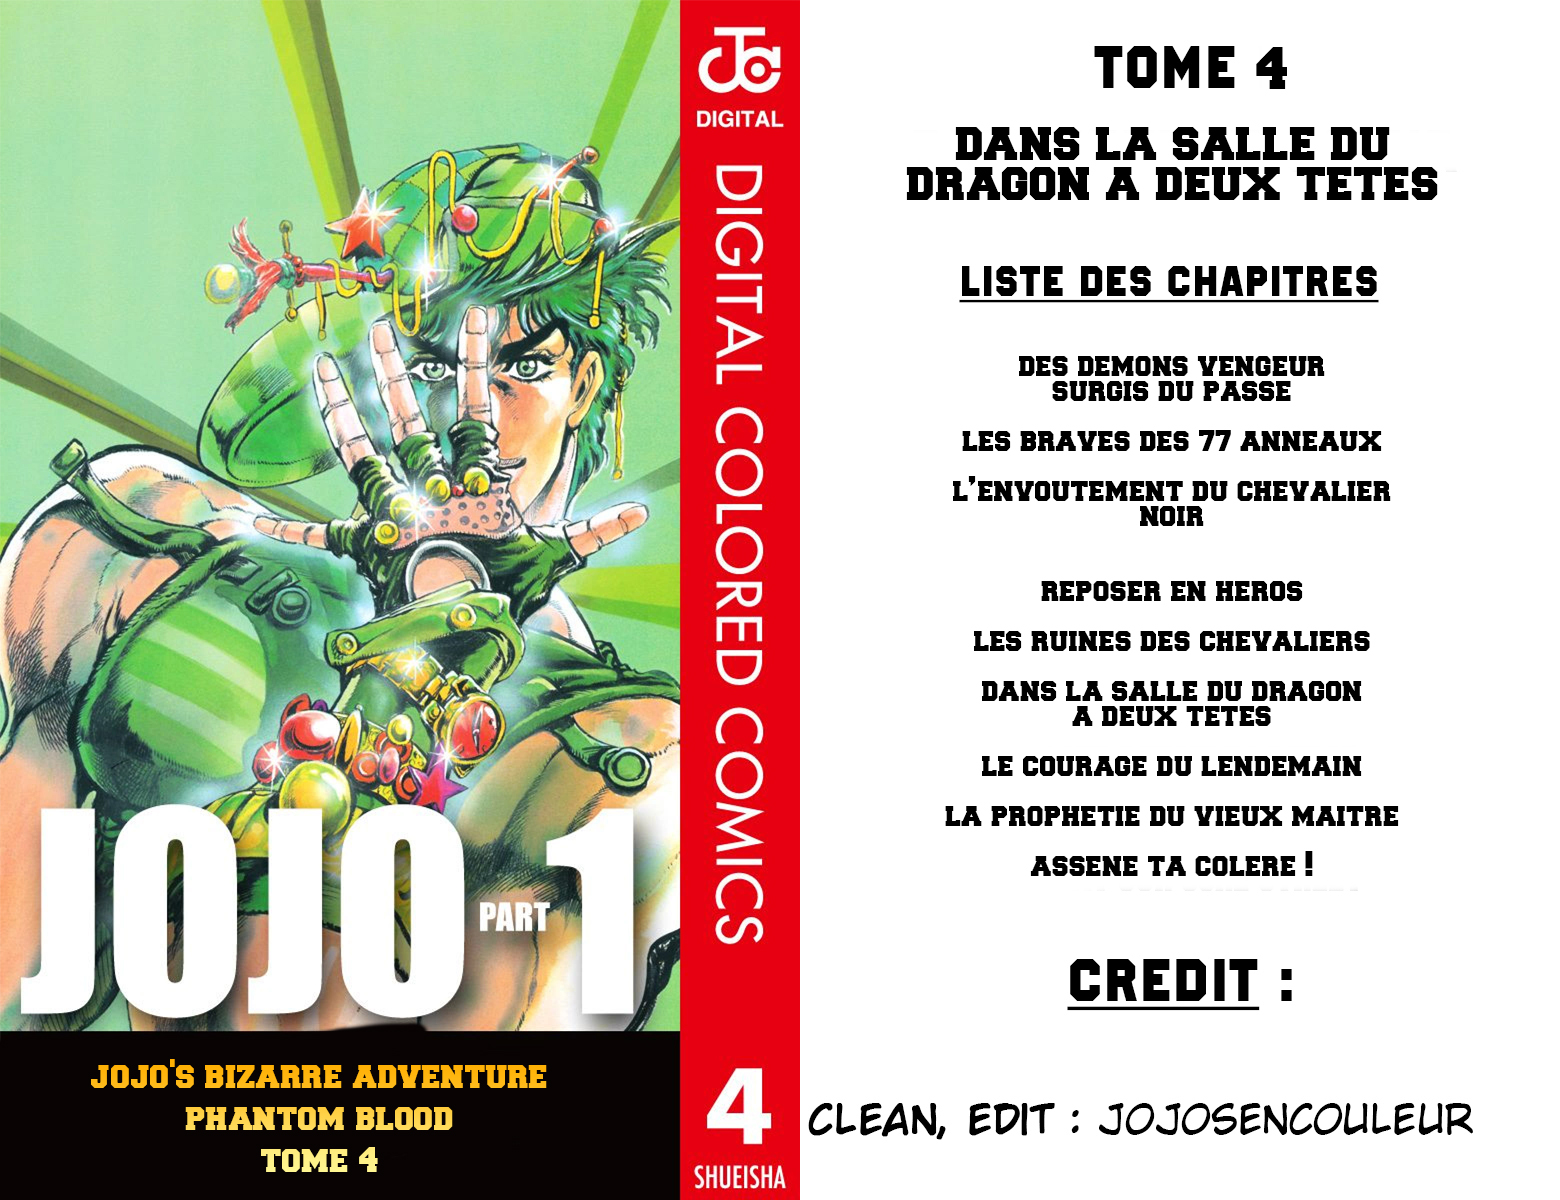 DIGITAL
DIGITAL COLORED COMICS
JOJO PART 1
JOJO'S BIZARRE ADVENTURE
PHANTOM BLOOD
TOME 4
4
SHUEISHA
TOME 4
DANS LA SALLE DU
DRAGON A DEUX TETES
LISTE DES CHAPITRES
DES DEMONS VENGEUR
SURGIS DU PASSE
LES BRAVES DES 77 ANNEAUX
L'ENVOUTEMENT DU CHEVALIER
NOIR
REPOSER EN HEROS
LES RUINES DES CHEVALIERS
DANS LA SALLE DU DRAGON
A DEUX TETES
LE COURAGE DU LENDEMAIN
LA PROPHETIE DU VIEUX MAITRE
ASSENE TA COLERE !
CREDIT :
CLEAN, EDIT : JOJOSENCOULEUR